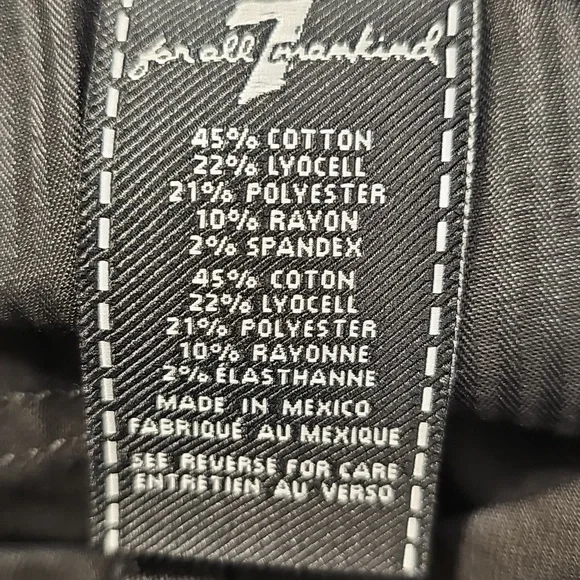 7
for all mankind
45% COTTON
22% LYOCELL
21% POLYESTER
10% RAYON
2% SPANDEX
45% COTON
22% LYOCELL
21% POLYESTER
10% RAYONNE
2% ÉLASTHANNE
MADE IN MEXICO
FABRIQUÉ AU MEXIQUE
SEE REVERSE FOR CARE
ENTRETIEN AU VERSO